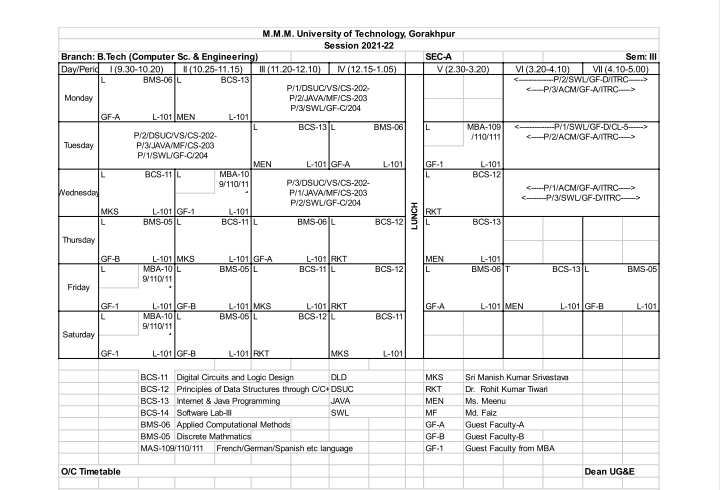 M.M.M. University of Technology, Gorakhpur
Session 2021-22
Branch: B.Tech (Computer Sc. & Engineering) SEC-A Sem: III
Day/Peric I (9.30-10.20) II (10.25-11.15) III (11.20-12.10) IV (12.15-1.05) V (2.30-3.20) VI (3.20-4.10) VII (4.10-5.00)
L BMS-06 L BCS-13 <--------------P/2/SWL/GF-D/ITRC------>
P/1/DSUC/VS/CS-202- <-----P/3/ACM/GF-A/ITRC---->
Monday P/2/JAVA/MF/CS-203
P/3/SWL/GF-C/204
GF-A L-101 MEN L-101
L BCS-13 L BMS-06 L MBA-109 <--------------P/1/SWL/GF-D/CL-5---->
P/2/DSUC/VS/CS-202- /110/111 <-----P/2/ACM/GF-A/ITRC---->
Tuesday P/3/JAVA/MF/CS-203
P/1/SWL/GF-C/204
MEN L-101 GF-A L-101 GF-1 L-101
L BCS-11 L MBA-10 L BCS-12
9/110/11 P/3/DSUC/VS/CS-202- <-----P/1/ACM/GF-A/ITRC----->
Wednesday P/1/JAVA/MF/CS-203 <--------P/3/SWL/GF-D/ITRC---->
P/2/SWL/GF-C/204
MKS L-101 GF-1 L-101 RKT
LUNCH
L BMS-05 L BCS-11 L BMS-06 L BCS-12 L BCS-13
Thursday
GF-B L-101 MKS L-101 GF-A L-101 RKT L-101 MEN L-101
L MBA-10 L BMS-05 L BCS-11 L BCS-12 L BMS-06 T BCS-13 L BMS-05
9/110/11
Friday
GF-1 L-101 GF-B L-101 MKS L-101 RKT L-101 GF-A L-101 MEN L-101 GF-B L-101
L MBA-10 L BMS-05 L BCS-12 L BCS-11
9/110/11
Saturday
GF-1 L-101 GF-B L-101 RKT MKS L-101
BCS-11 Digital Circuits and Logic Design DLD MKS Sri Manish Kumar Srivastava
BCS-12 Principles of Data Structures through C/C+ DSUC RKT Dr. Rohit Kumar Tiwari
BCS-13 Internet & Java Programming JAVA MEN Ms. Meenu
BCS-14 Software Lab-III SWL MF Md. Faiz
BMS-06 Applied Computational Methods GF-A Guest Faculty-A
BMS-05 Discrete Mathmatics GF-B Guest Faculty-B
MAS-109/110/111 French/German/Spanish etc language GF-1 Guest Faculty from MBA
O/C Timetable Dean UG&E